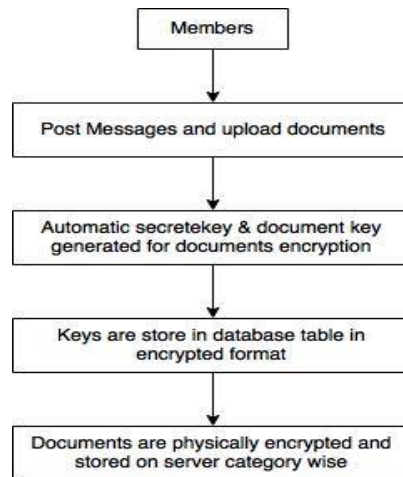 Members
Post Messages and upload documents
Automatic secretekey & document key
generated for documents encryption
Keys are store in database table in
encrypted format
Documents are physically encrypted and
stored on server category wise